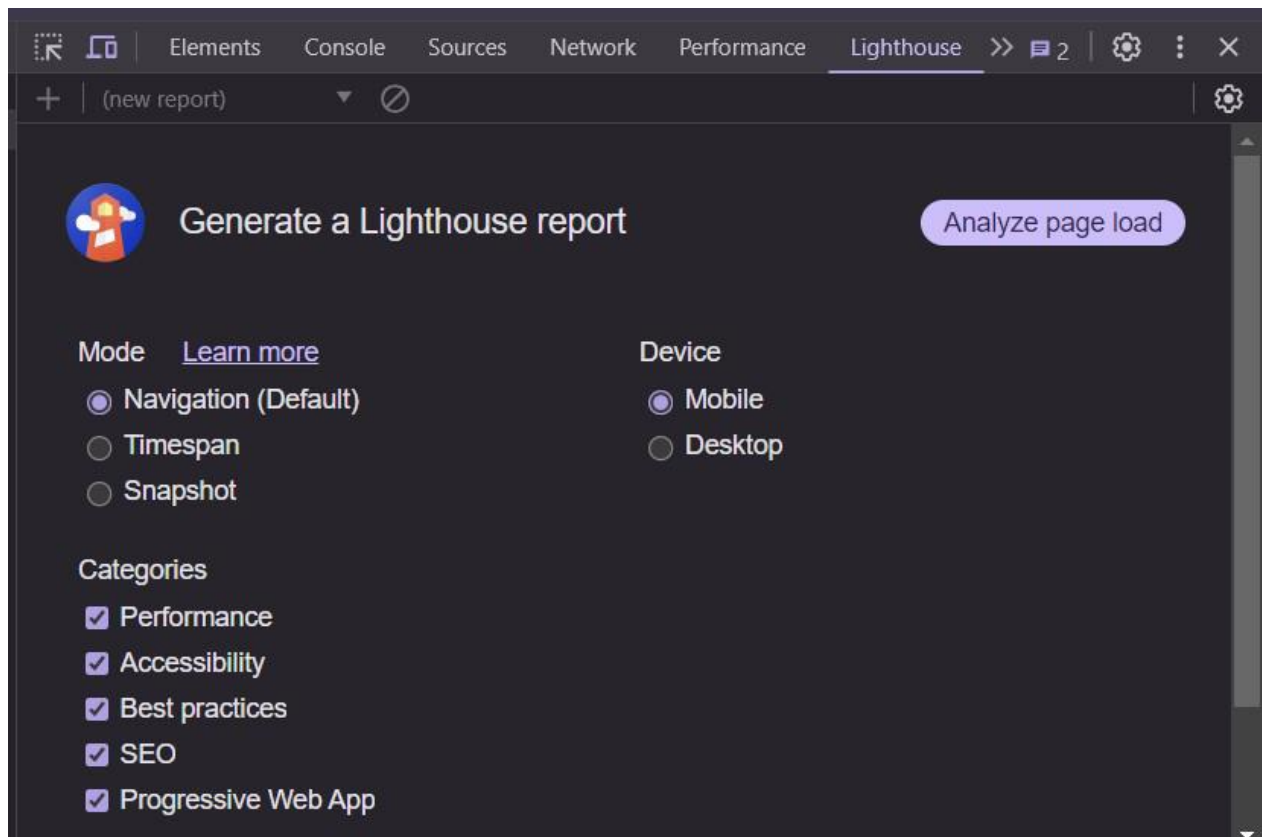 Elements Console Sources Network Performance Lighthouse 2
(new report)
Generate a Lighthouse report Analyze page load
Mode Learn more Device
Navigation (Default) Mobile
Timespan Desktop
Snapshot
Categories
Performance
Accessibility
Best practices
SEO
Progressive Web App